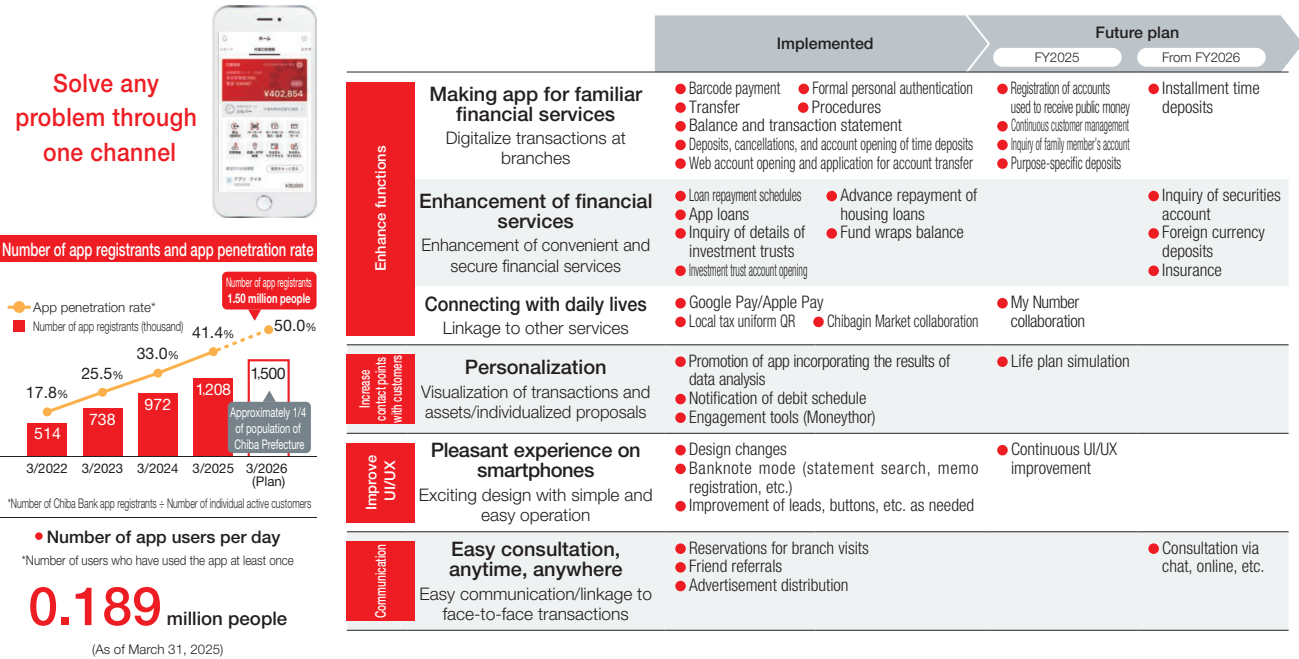 Solve any
problem through
one channel
ホーム
¥402,854
¥30,000
Number of app registrants and app penetration rate
App penetration rate*
Number of app registrants (thousand)
Number of app registrants
1.50 million people
17.8%
25.5%
33.0%
41.4%
50.0%
514
738
972
1,208
1,500
Approximately 1/4
of population of
Chiba Prefecture
3/2022
3/2023
3/2024
3/2025
3/2026
(Plan)
*Number of Chiba Bank app registrants ÷ Number of individual active customers
● Number of app users per day
*Number of users who have used the app at least once
0.189 million people
(As of March 31, 2025)
Implemented
Future plan
FY2025
From FY2026
Enhance functions
Making app for familiar
financial services
Digitalize transactions at
branches
● Barcode payment ● Formal personal authentication
● Transfer ● Procedures
● Balance and transaction statement
● Deposits, cancellations, and account opening of time deposits
● Web account opening and application for account transfer
● Registration of accounts
used to receive public money
● Continuous customer management
● Inquiry of family member's account
● Purpose-specific deposits
● Installment time
deposits
Enhancement of financial
services
Enhancement of convenient and
secure financial services
● Loan repayment schedules
● App loans
● Inquiry of details of
investment trusts
● Investment trust account opening
● Advance repayment of
housing loans
● Fund wraps balance
● Inquiry of securities
account
● Foreign currency
deposits
● Insurance
Connecting with daily lives
Linkage to other services
● Google Pay/Apple Pay
● Local tax uniform QR ● Chibagin Market collaboration
● My Number
collaboration
Increase
contact points
with customers
Personalization
Visualization of transactions and
assets/individualized proposals
● Promotion of app incorporating the results of
data analysis
● Notification of debit schedule
● Engagement tools (Moneythor)
● Life plan simulation
Improve
UI/UX
Pleasant experience on
smartphones
Exciting design with simple and
easy operation
● Design changes
● Banknote mode (statement search, memo
registration, etc.)
● Improvement of leads, buttons, etc. as needed
● Continuous UI/UX
improvement
Communication
Easy consultation,
anytime, anywhere
Easy communication/linkage to
face-to-face transactions
● Reservations for branch visits
● Friend referrals
● Advertisement distribution
● Consultation via
chat, online, etc.